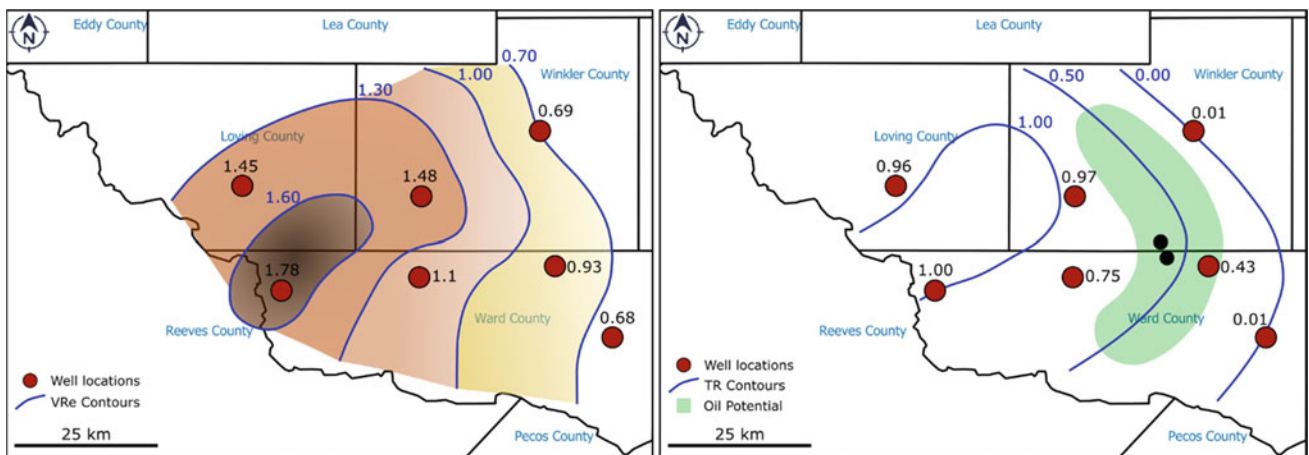 Eddy County
Lea County
N
0.70
1.00
Winkler County
1.30
0.69
Loving County
1.45
1.48
1.60
1.78
1.1
0.93
Ward County
0.68
Reeves County
Well locations
VRe Contours
25 km
Pecos County
Eddy County
Lea County
N
0.50
0.00
Winkler County
0.01
1.00
Loving County
0.96
0.97
1.00
0.75
0.43
Ward County
0.01
Reeves County
Well locations
TR Contours
Oil Potential
25 km
Pecos County